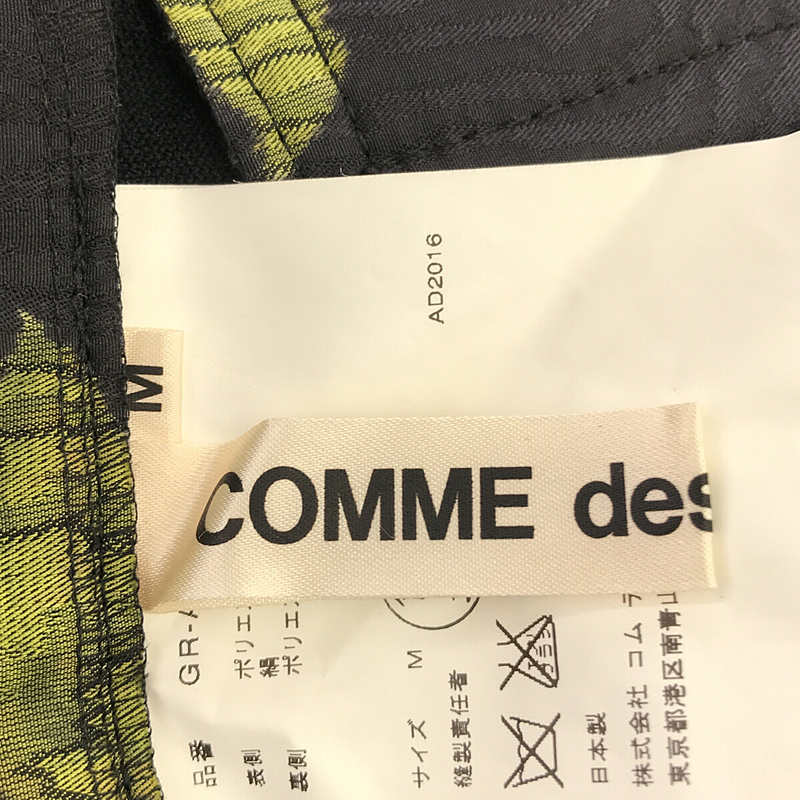 AD2016
M
COMME des
品番 GR-A
表側 ポリエ
絹
裏側 ポリエ
サイズ M
縫製責任者
日本製
株式会社 コム デ
東京都港区南青山